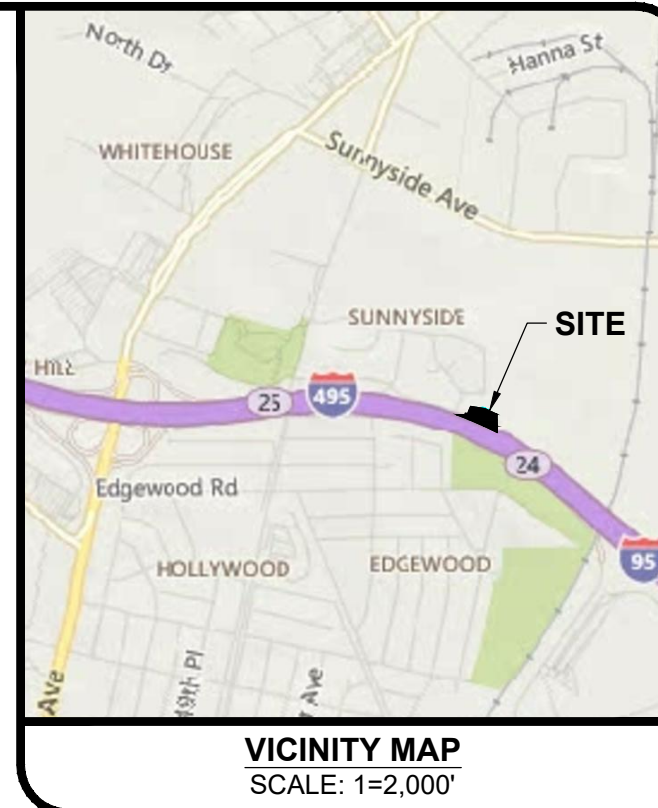 North Dr
Hanna St
WHITEHOUSE
Sunnyside Ave
SUNNYSIDE
SITE
HILL
25
495
24
Edgewood Rd
HOLLYWOOD
EDGEWOOD
95
Ave
49th Pl
Ave
VICINITY MAP
SCALE: 1=2,000'